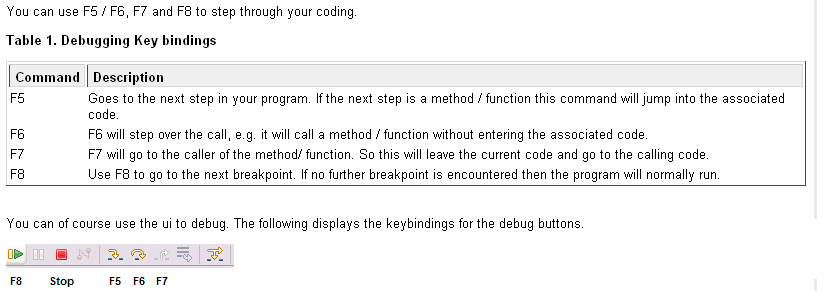 You can use F5 / F6, F7 and F8 to step through your coding.
Table 1. Debugging Key bindings
Command Description
F5 Goes to the next step in your program. If the next step is a method / function this command will jump into the associated
code.
F6 F6 will step over the call, e.g. it will call a method / function without entering the associated code.
F7 F7 will go to the caller of the method/ function. So this will leave the current code and go to the calling code.
F8 Use F8 to go to the next breakpoint. If no further breakpoint is encountered then the program will normally run.
You can of course use the ui to debug. The following displays the keybindings for the debug buttons.
F8 Stop F5 F6 F7